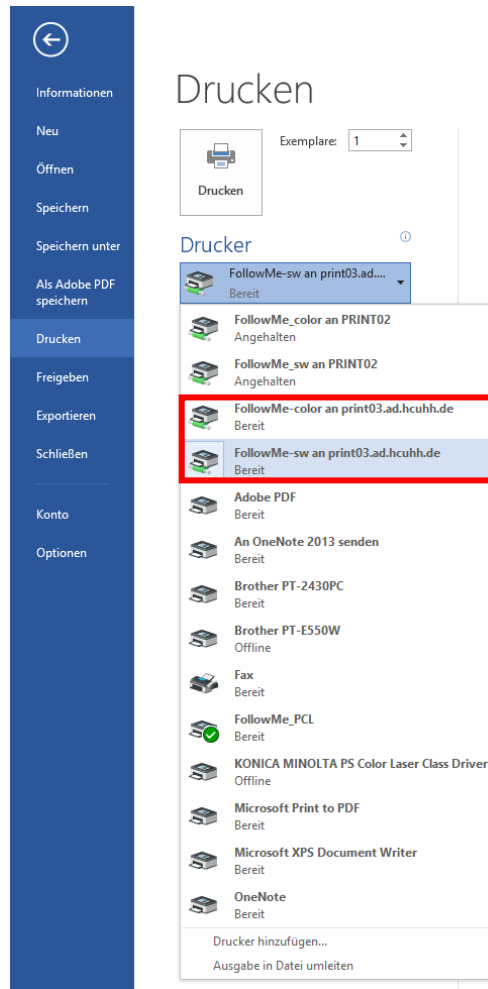 Informationen
Neu
Öffnen
Speichern
Speichern unter
Als Adobe PDF
speichern
Drucken
Freigeben
Exportieren
Schließen
Konto
Optionen
Drucken
Exemplare: 1
Drucken
Drucker
FollowMe-sw an print03.ad....
Bereit
FollowMe_color an PRINT02
Angehalten
FollowMe_sw an PRINT02
Angehalten
FollowMe-color an print03.ad.hcuhh.de
Bereit
FollowMe-sw an print03.ad.hcuhh.de
Bereit
Adobe PDF
Bereit
An OneNote 2013 senden
Bereit
Brother PT-2430PC
Bereit
Brother PT-E550W
Offline
Fax
Bereit
FollowMe_PCL
Bereit
KONICA MINOLTA PS Color Laser Class Driver
Offline
Microsoft Print to PDF
Bereit
Microsoft XPS Document Writer
Bereit
OneNote
Bereit
Drucker hinzufügen...
Ausgabe in Datei umleiten